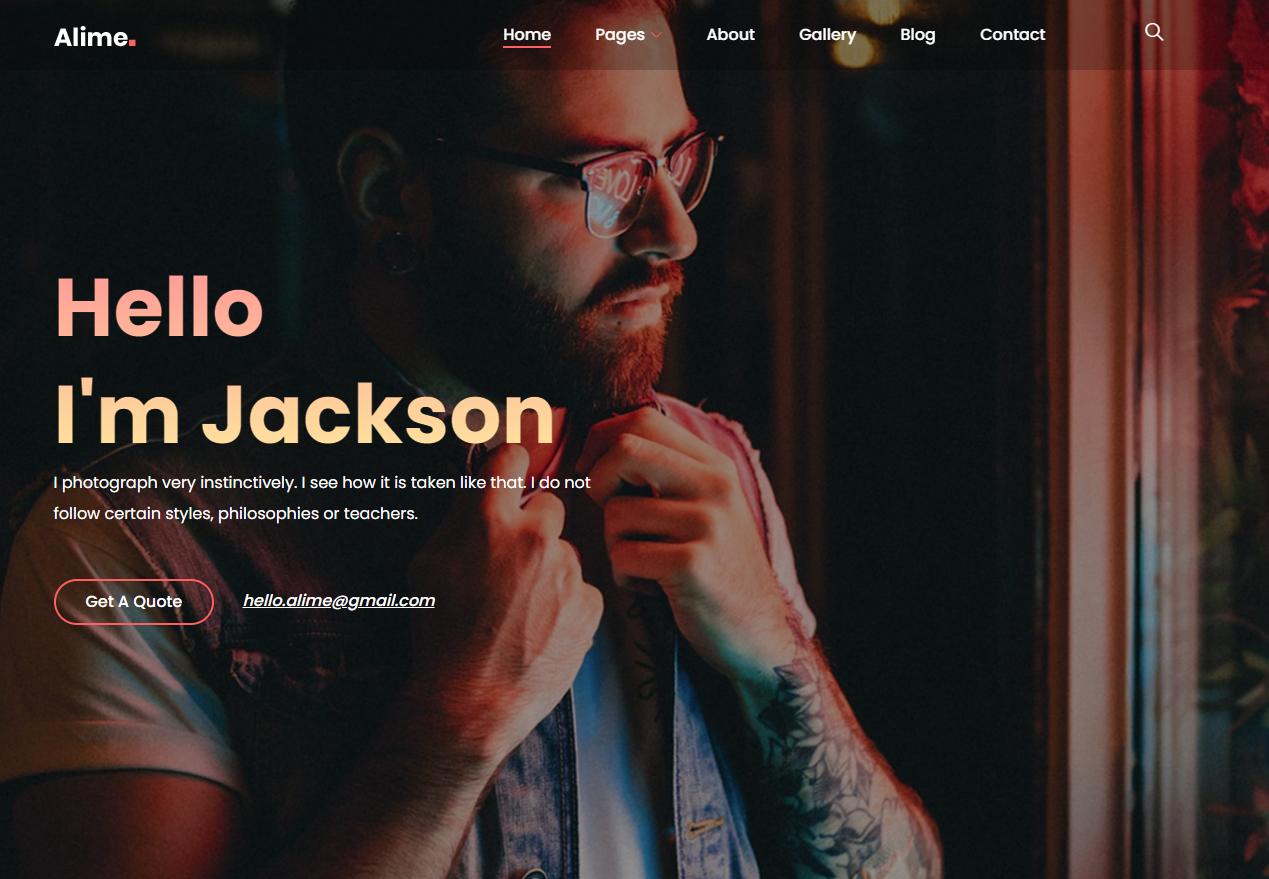 Alime.
Home Pages About Gallery Blog Contact
Hello
I'm Jackson
I photograph very instinctively. I see how it is taken like that. I do not
follow certain styles, philosophies or teachers.
Get A Quote hello.alime@gmail.com